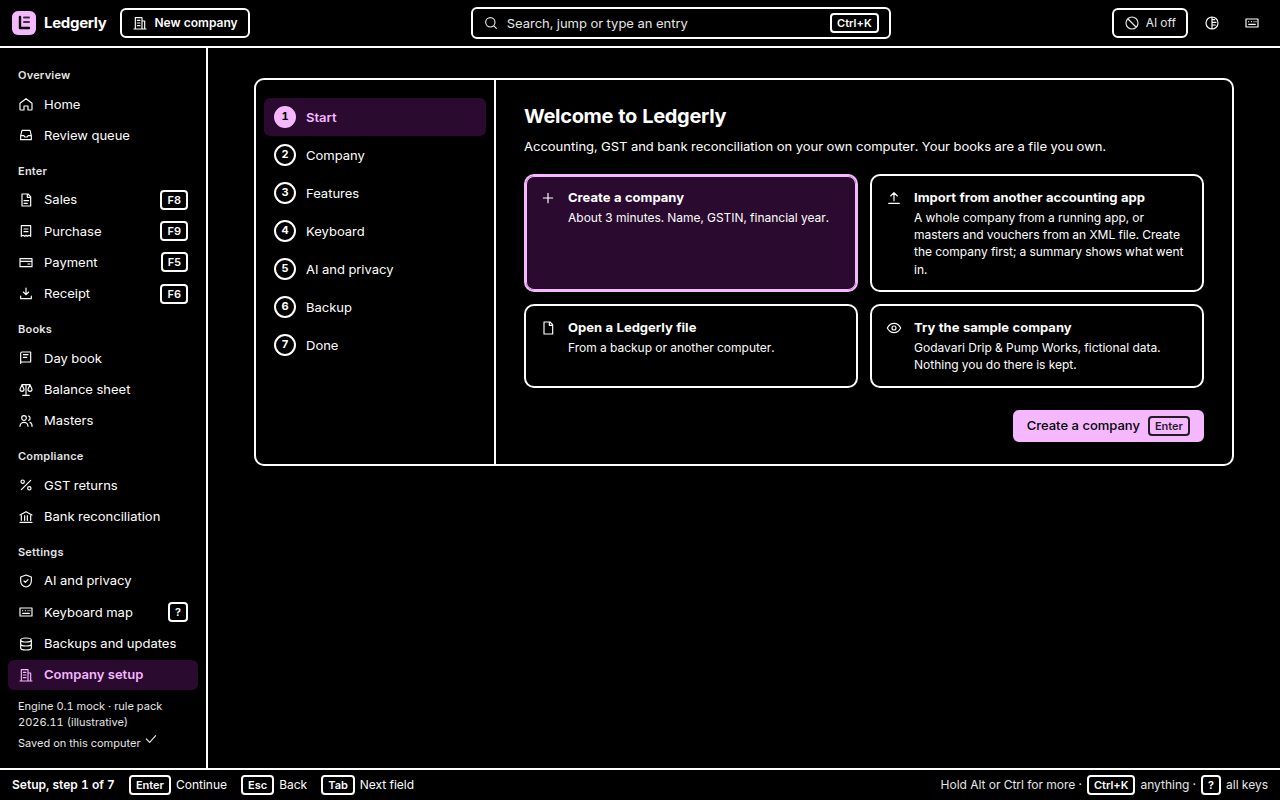 Ledgerly
New company
Search, jump or type an entry Ctrl+K
AI off
Overview
Home
Review queue
Enter
Sales F8
Purchase F9
Payment F5
Receipt F6
Books
Day book
Balance sheet
Masters
Compliance
GST returns
Bank reconciliation
Settings
AI and privacy
Keyboard map ?
Backups and updates
Company setup
Engine 0.1 mock · rule pack
2026.11 (illustrative)
Saved on this computer
1 Start
2 Company
3 Features
4 Keyboard
5 AI and privacy
6 Backup
7 Done
Welcome to Ledgerly
Accounting, GST and bank reconciliation on your own computer. Your books are a file you own.
Create a company
About 3 minutes. Name, GSTIN, financial year.
Import from another accounting app
A whole company from a running app, or
masters and vouchers from an XML file. Create
the company first; a summary shows what went
in.
Open a Ledgerly file
From a backup or another computer.
Try the sample company
Godavari Drip & Pump Works, fictional data.
Nothing you do there is kept.
Create a company Enter
Setup, step 1 of 7 Enter Continue Esc Back Tab Next field
Hold Alt or Ctrl for more · Ctrl+K anything · ? all keys